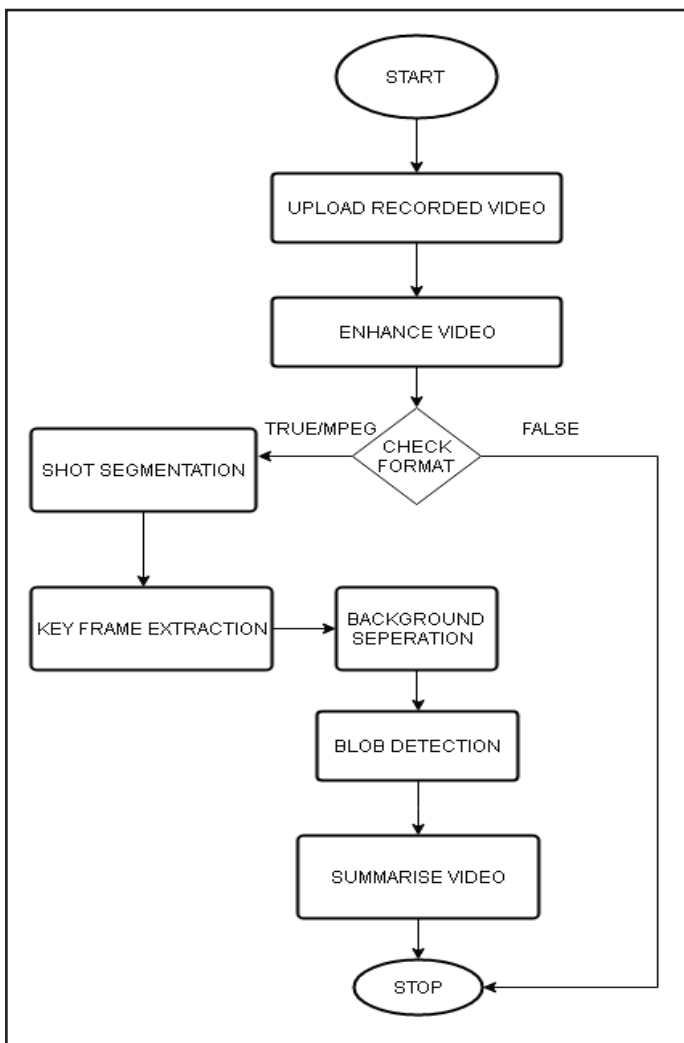 START
UPLOAD RECORDED VIDEO
ENHANCE VIDEO
TRUE/MPEG
FALSE
CHECK
FORMAT
SHOT SEGMENTATION
KEY FRAME EXTRACTION
BACKGROUND
SEPERATION
BLOB DETECTION
SUMMARISE VIDEO
STOP